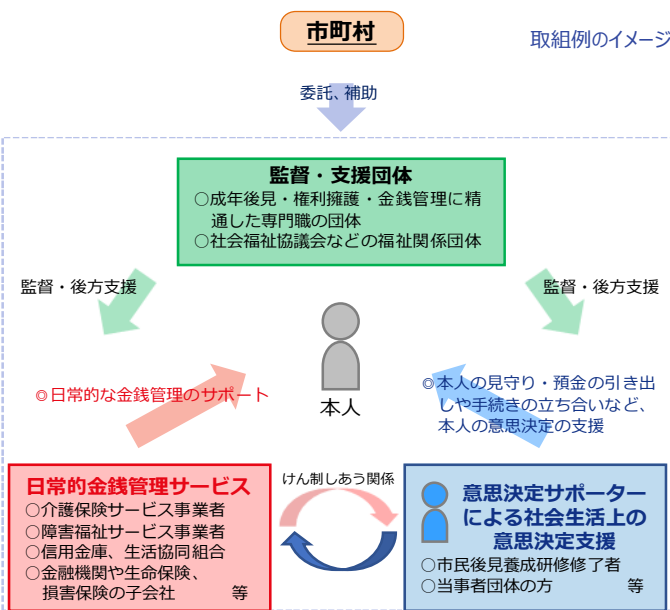 市町村
取組例のイメージ
委託、補助
監督・支援団体
○成年後見・権利擁護・金銭管理に精
通した専門職の団体
○社会福祉協議会などの福祉関係団体
監督・後方支援
監督・後方支援
◎日常的な金銭管理のサポート
本人
◎本人の見守り・預金の引き出
しや手続きの立ち合いなど、
本人の意思決定の支援
日常的金銭管理サービス
○介護保険サービス事業者
○障害福祉サービス事業者
○信用金庫、生活協同組合
○金融機関や生命保険、
損害保険の子会社 等
けん制しあう関係
意思決定サポーター
による社会生活上の
意思決定支援
○市民後見養成研修修了者
○当事者団体の方 等